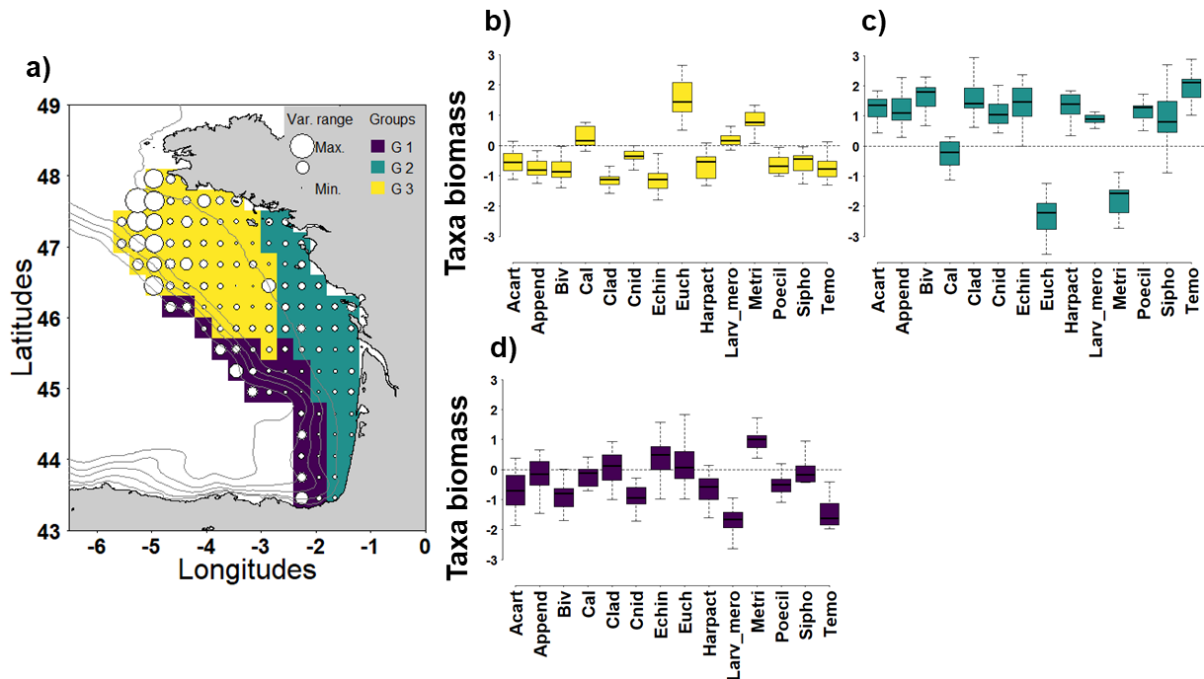 a)
Latitudes
49
48
47
46
45
44
43
Var. range
Max.
Min.
Groups
G 1
G 2
G 3
-6 -5 -4 -3 -2 -1 0
Longitudes
b)
Taxa biomass
3
2
1
0
-1
-2
-3
Acart
Append
Biv
Cal
Clad
Cnid
Echin
Euch
Harpact
Larv_mero
Metri
Poecil
Sipho
Temo
c)
3
2
1
0
-1
-2
-3
Acart
Append
Biv
Cal
Clad
Cnid
Echin
Euch
Harpact
Larv_mero
Metri
Poecil
Sipho
Temo
d)
Taxa biomass
3
2
1
0
-1
-2
-3
Acart
Append
Biv
Cal
Clad
Cnid
Echin
Euch
Harpact
Larv_mero
Metri
Poecil
Sipho
Temo